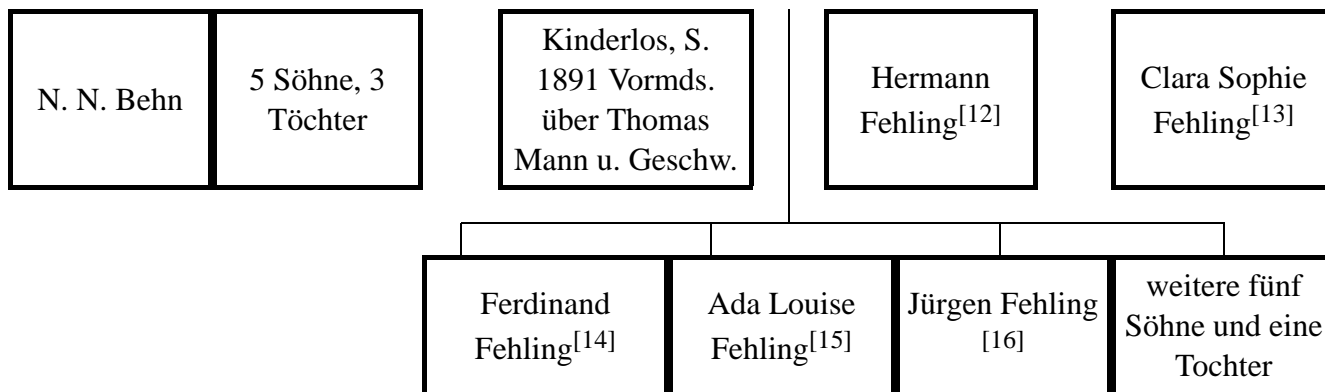 N. N. Behn
5 Söhne, 3
Töchter
Kinderlos, S.
1891 Vormds.
über Thomas
Mann u. Geschw.
Hermann
Fehling[12]
Clara Sophie
Fehling[13]
Ferdinand
Fehling[14]
Ada Louise
Fehling[15]
Jürgen Fehling
[16]
weitere fünf
Söhne und eine
Tochter